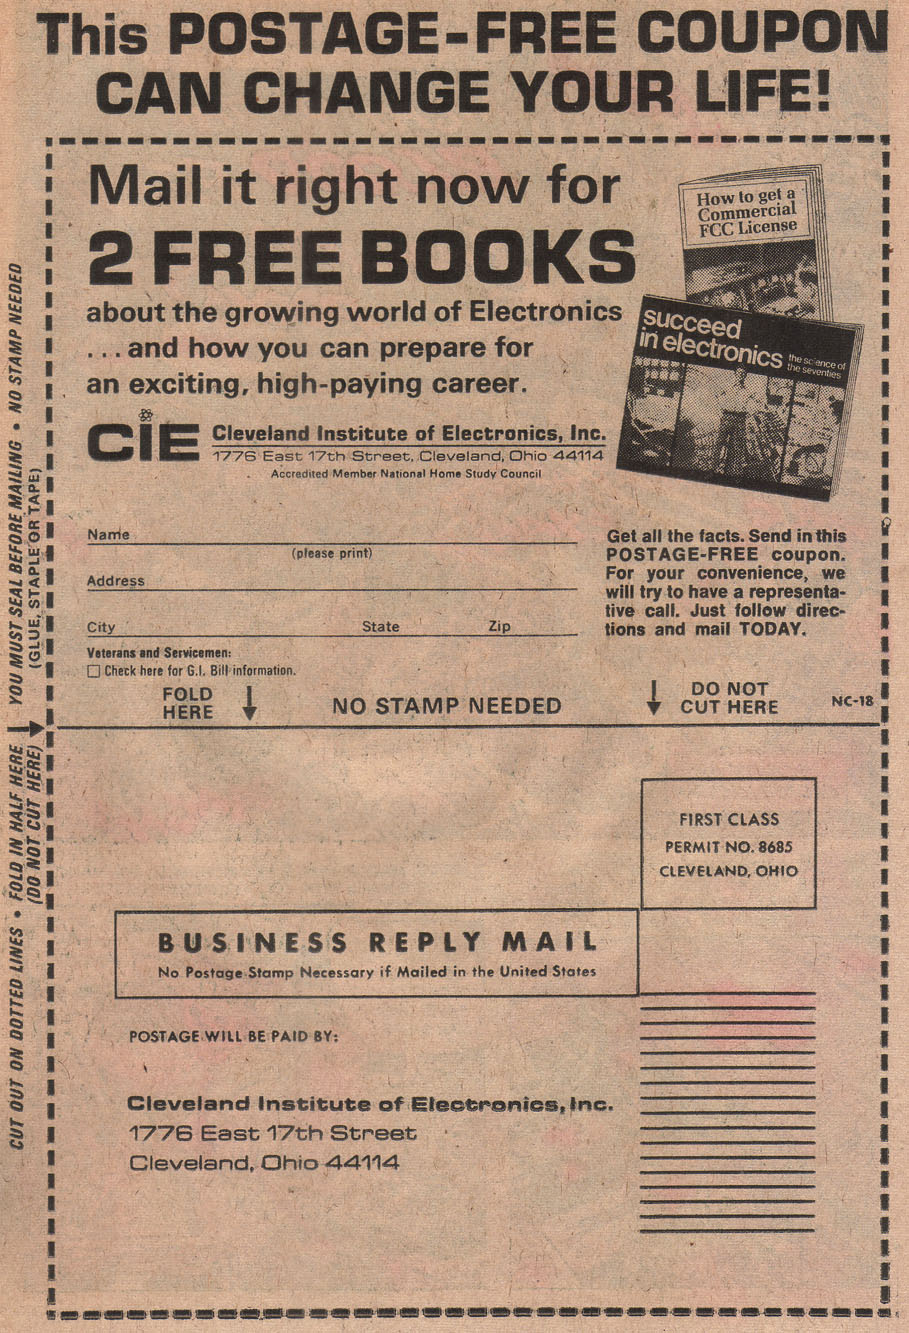 This POSTAGE-FREE COUPON
CAN CHANGE YOUR LIFE!
Mail it right now for
2 FREE BOOKS
about the growing world of Electronics
...and how you can prepare for
an exciting, high-paying career.
How to get a
Commercial
FCC License
succeed
in electronics
the science of
the seventies
CIE
Cleveland Institute of Electronics, Inc.
1776 East 17th Street, Cleveland, Ohio 44114
Accredited Member National Home Study Council
Name
(please print)
Address
City State Zip
Veterans and Servicemen:
Check here for G.I. Bill information.
Get all the facts. Send in this
POSTAGE-FREE coupon.
For your convenience, we
will try to have a representa-
tive call. Just follow direc-
tions and mail TODAY.
FOLD
HERE
NO STAMP NEEDED
DO NOT
CUT HERE
NC-18
CUT OUT ON DOTTED LINES • FOLD IN HALF HERE
(DO NOT CUT HERE)
YOU MUST SEAL BEFORE MAILING • NO STAMP NEEDED
(GLUE, STAPLE OR TAPE)
FIRST CLASS
PERMIT NO. 8685
CLEVELAND, OHIO
BUSINESS REPLY MAIL
No Postage Stamp Necessary if Mailed in the United States
POSTAGE WILL BE PAID BY:
Cleveland Institute of Electronics, Inc.
1776 East 17th Street
Cleveland, Ohio 44114